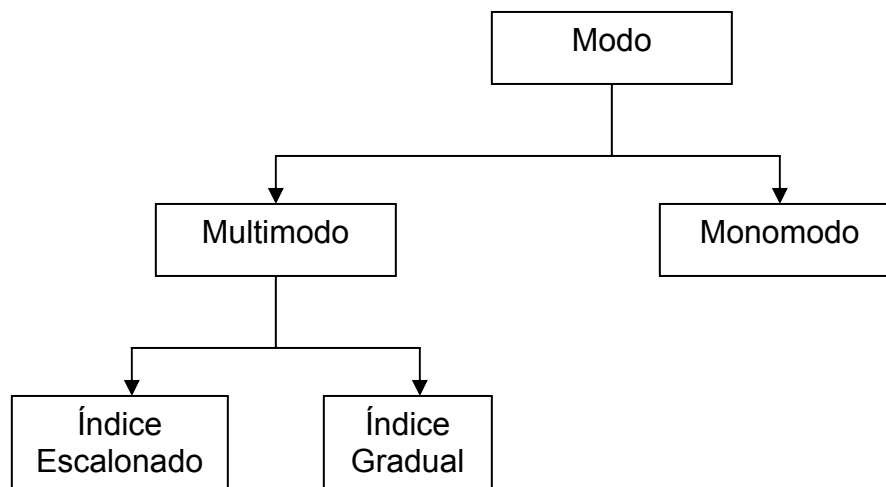 Modo
Multimodo
Monomodo
Índice
Escalonado
Índice
Gradual